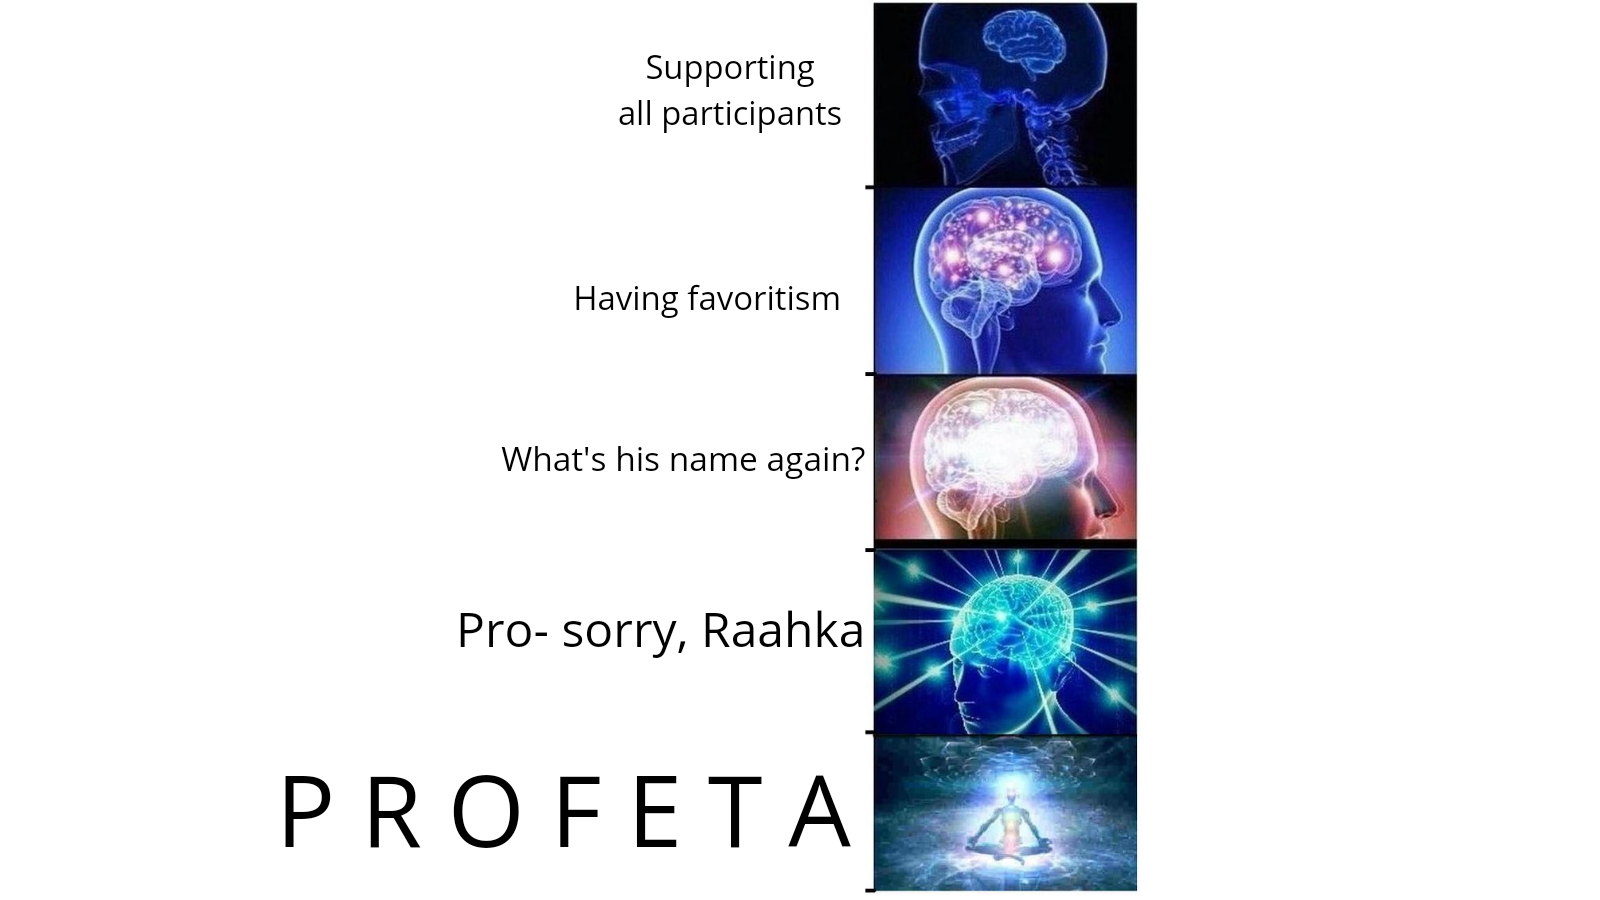 Supporting
all participants
Having favoritism
What's his name again?
Pro- sorry, Raahka
P R O F E T A